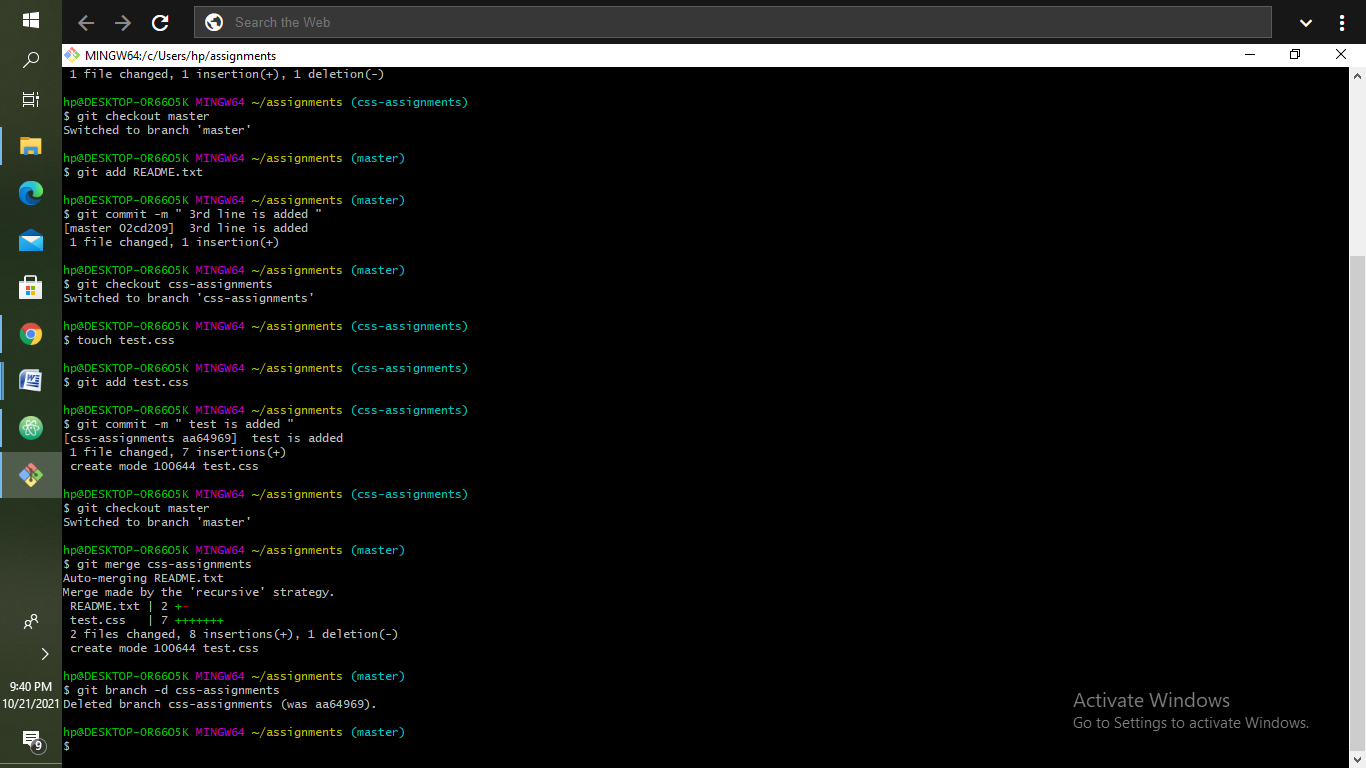 Search the Web
MINGW64:/c/Users/hp/assignments
1 file changed, 1 insertion(+), 1 deletion(-)
hp@DESKTOP-OR66O5K MINGW64 ~/assignments (css-assignments)
$ git checkout master
Switched to branch 'master'
hp@DESKTOP-OR66O5K MINGW64 ~/assignments (master)
$ git add README.txt
hp@DESKTOP-OR66O5K MINGW64 ~/assignments (master)
$ git commit -m " 3rd line is added "
[master 02cd209]  3rd line is added
1 file changed, 1 insertion(+)
hp@DESKTOP-OR66O5K MINGW64 ~/assignments (master)
$ git checkout css-assignments
Switched to branch 'css-assignments'
hp@DESKTOP-OR66O5K MINGW64 ~/assignments (css-assignments)
$ touch test.css
hp@DESKTOP-OR66O5K MINGW64 ~/assignments (css-assignments)
$ git add test.css
hp@DESKTOP-OR66O5K MINGW64 ~/assignments (css-assignments)
$ git commit -m " test is added "
[css-assignments aa64969]  test is added
1 file changed, 7 insertions(+)
create mode 100644 test.css
hp@DESKTOP-OR66O5K MINGW64 ~/assignments (css-assignments)
$ git checkout master
Switched to branch 'master'
hp@DESKTOP-OR66O5K MINGW64 ~/assignments (master)
$ git merge css-assignments
Auto-merging README.txt
Merge made by the 'recursive' strategy.
README.txt | 2 +-
test.css   | 7 +++++++
2 files changed, 8 insertions(+), 1 deletion(-)
create mode 100644 test.css
hp@DESKTOP-OR66O5K MINGW64 ~/assignments (master)
$ git branch -d css-assignments
Deleted branch css-assignments (was aa64969).
hp@DESKTOP-OR66O5K MINGW64 ~/assignments (master)
$
9:40 PM
10/21/2021
9
Activate Windows
Go to Settings to activate Windows.